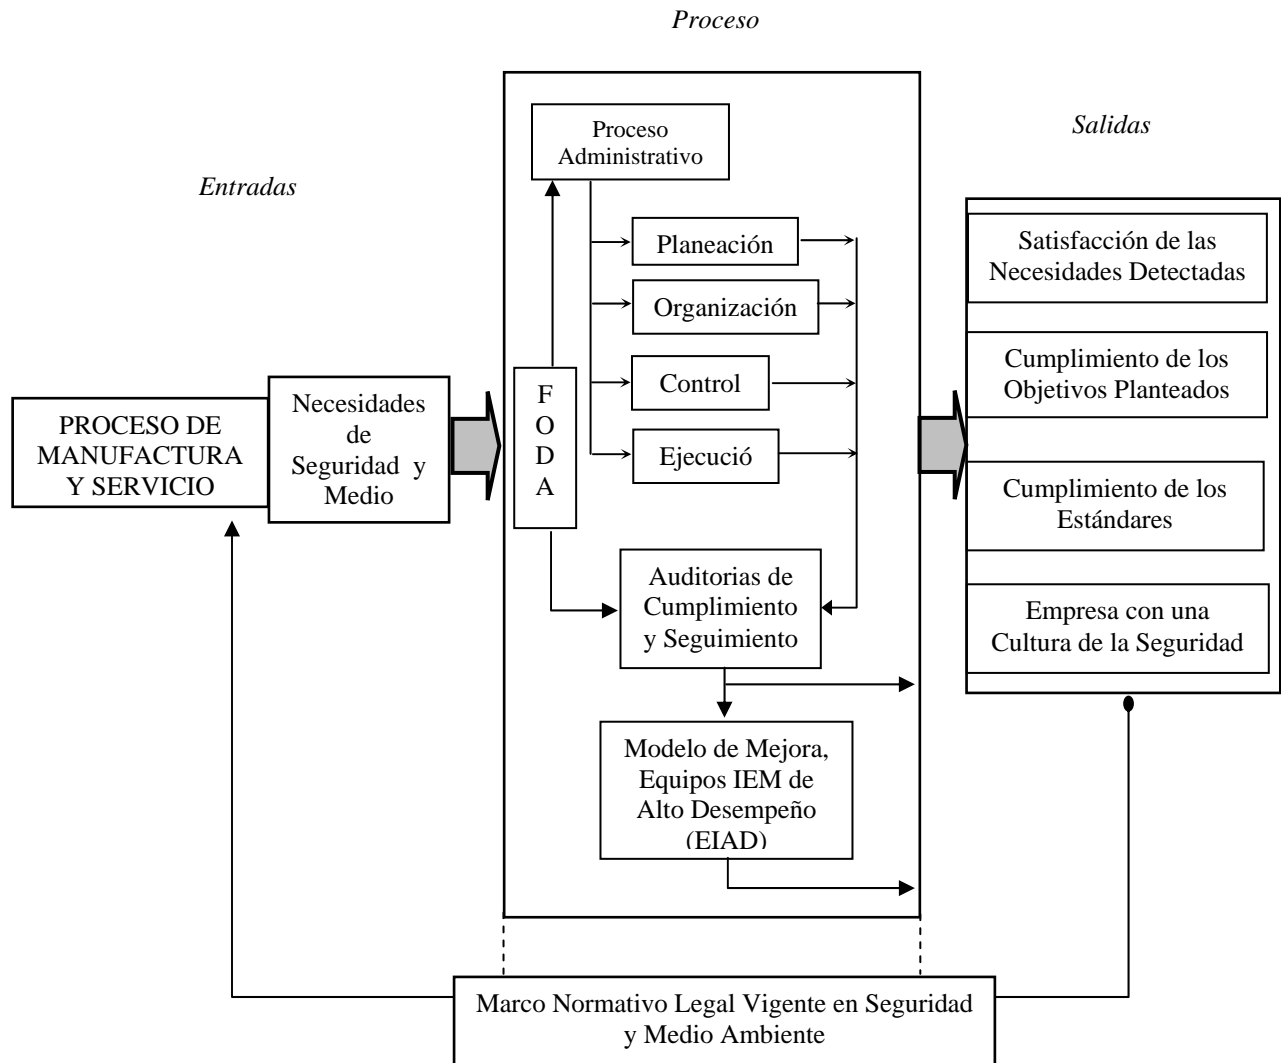 Proceso
Salidas
Entradas
Proceso
Administrativo
Planeación
Organización
Control
Ejecució
F
O
D
A
PROCESO DE
MANUFACTURA
Y SERVICIO
Necesidades
de
Seguridad y
Medio
Auditorias de
Cumplimiento
y Seguimiento
Modelo de Mejora,
Equipos IEM de
Alto Desempeño
(EIAD)
Satisfacción de las
Necesidades Detectadas
Cumplimiento de los
Objetivos Planteados
Cumplimiento de los
Estándares
Empresa con una
Cultura de la Seguridad
Marco Normativo Legal Vigente en Seguridad
y Medio Ambiente